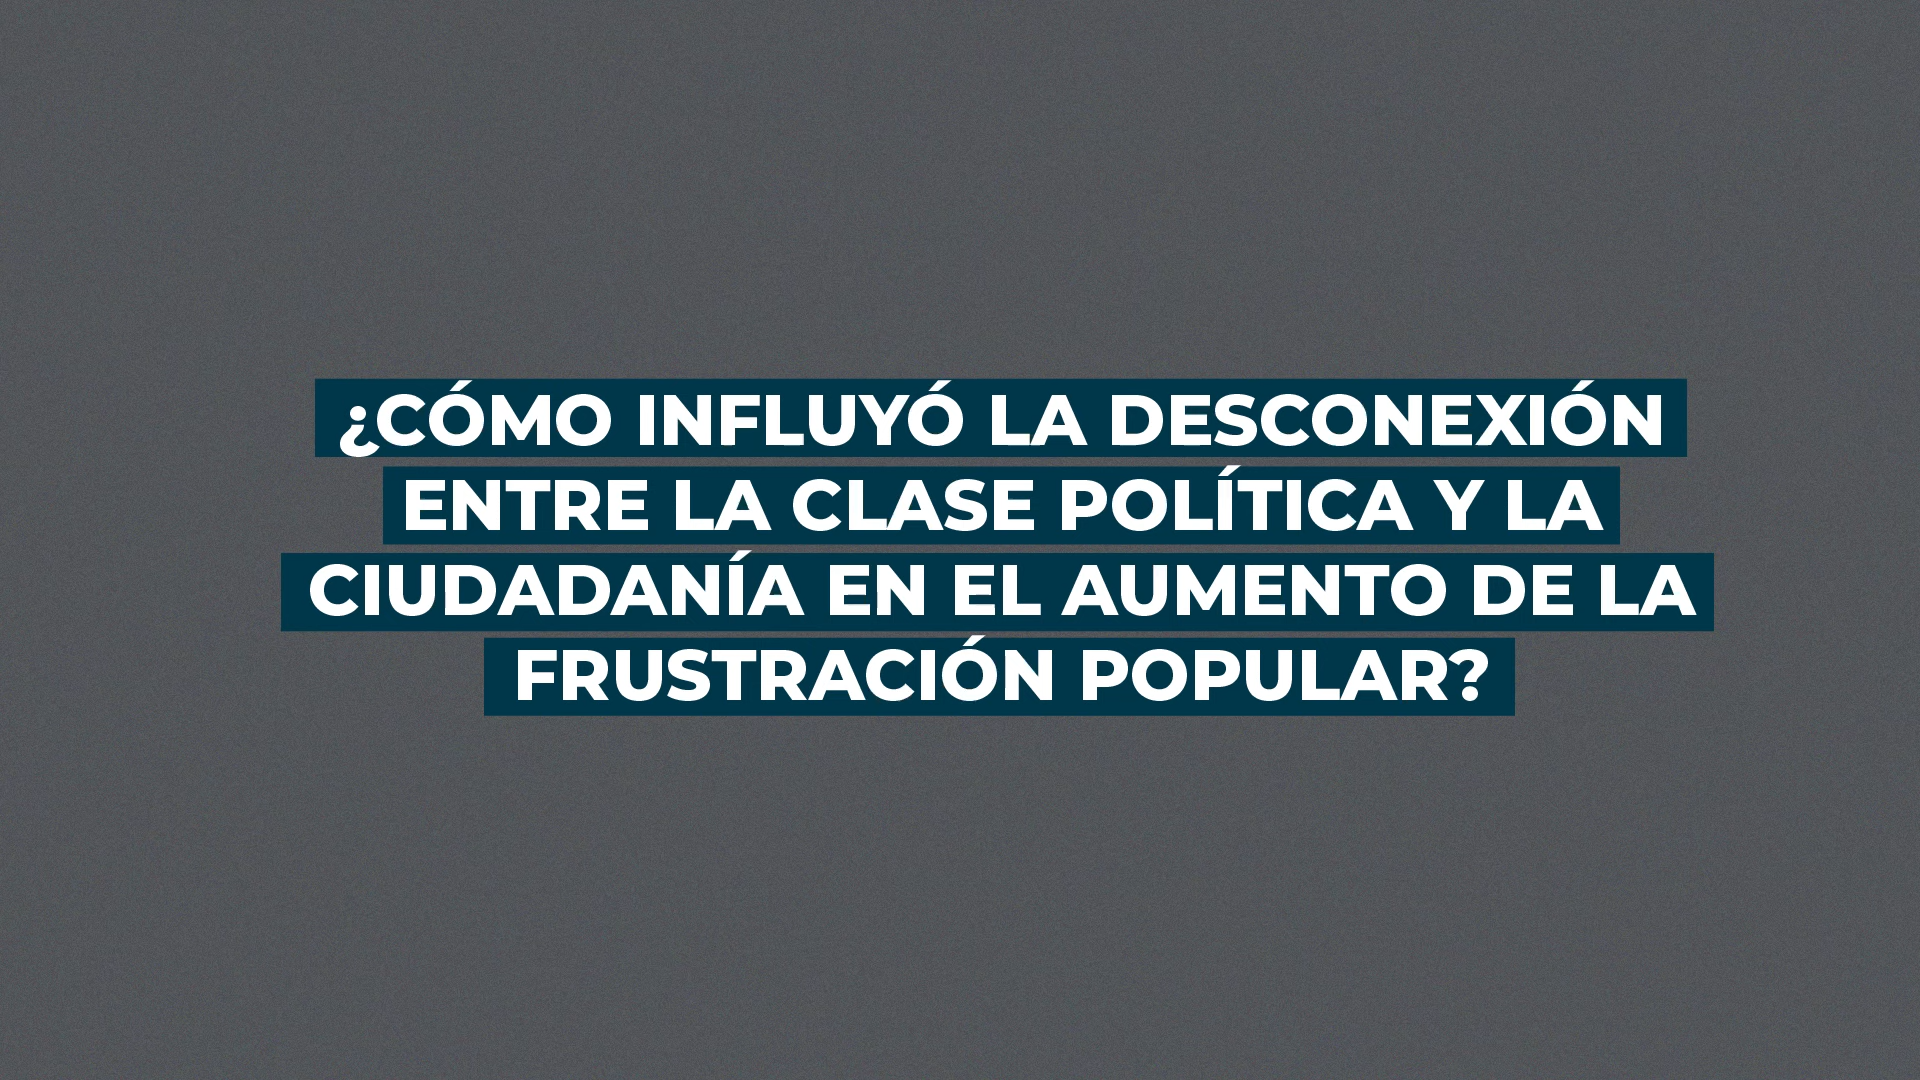 ¿CÓMO INFLUYÓ LA DESCONEXIÓN
ENTRE LA CLASE POLÍTICA Y LA
CIUDADANÍA EN EL AUMENTO DE LA
FRUSTRACIÓN POPULAR?